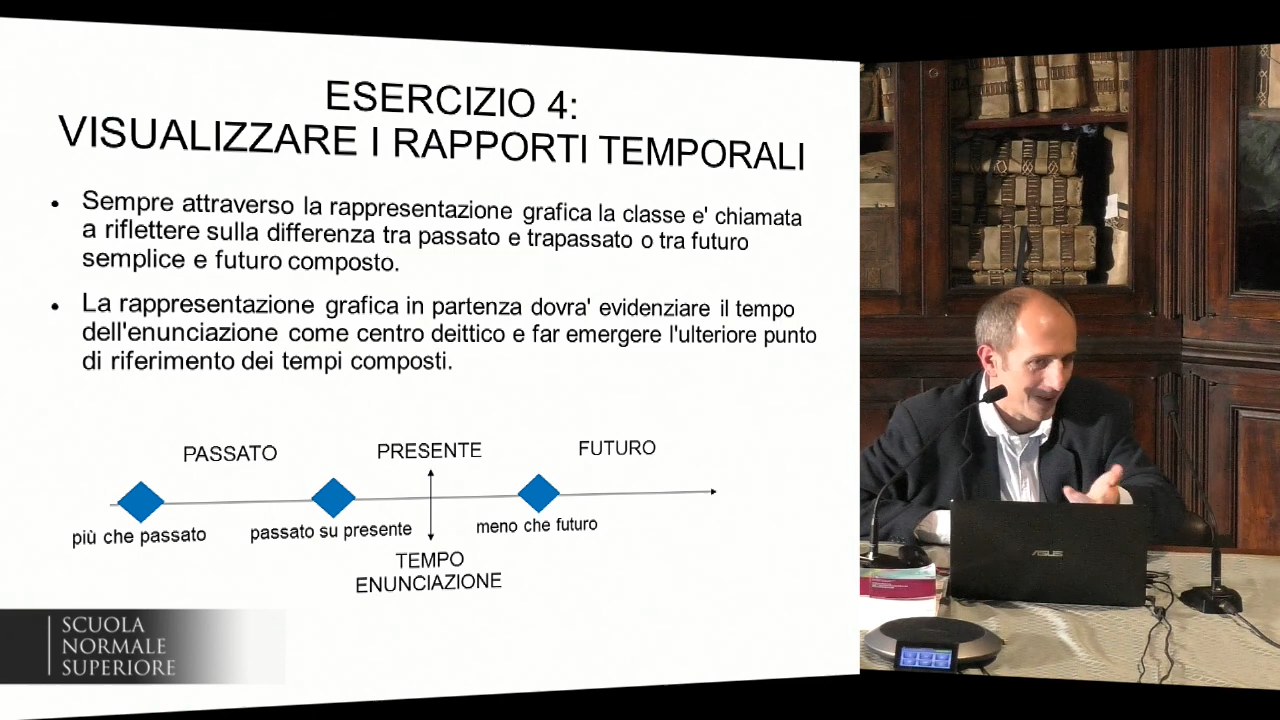 ESERCIZIO 4:
VISUALIZZARE I RAPPORTI TEMPORALI
• Sempre attraverso la rappresentazione grafica la classe e' chiamata
a riflettere sulla differenza tra passato e trapassato o tra futuro
semplice e futuro composto.
• La rappresentazione grafica in partenza dovra' evidenziare il tempo
dell'enunciazione come centro deittico e far emergere l'ulteriore punto
di riferimento dei tempi composti.
PASSATO PRESENTE FUTURO
più che passato passato su presente meno che futuro
TEMPO
ENUNCIAZIONE
SCUOLA
NORMALE
SUPERIORE
ASUS